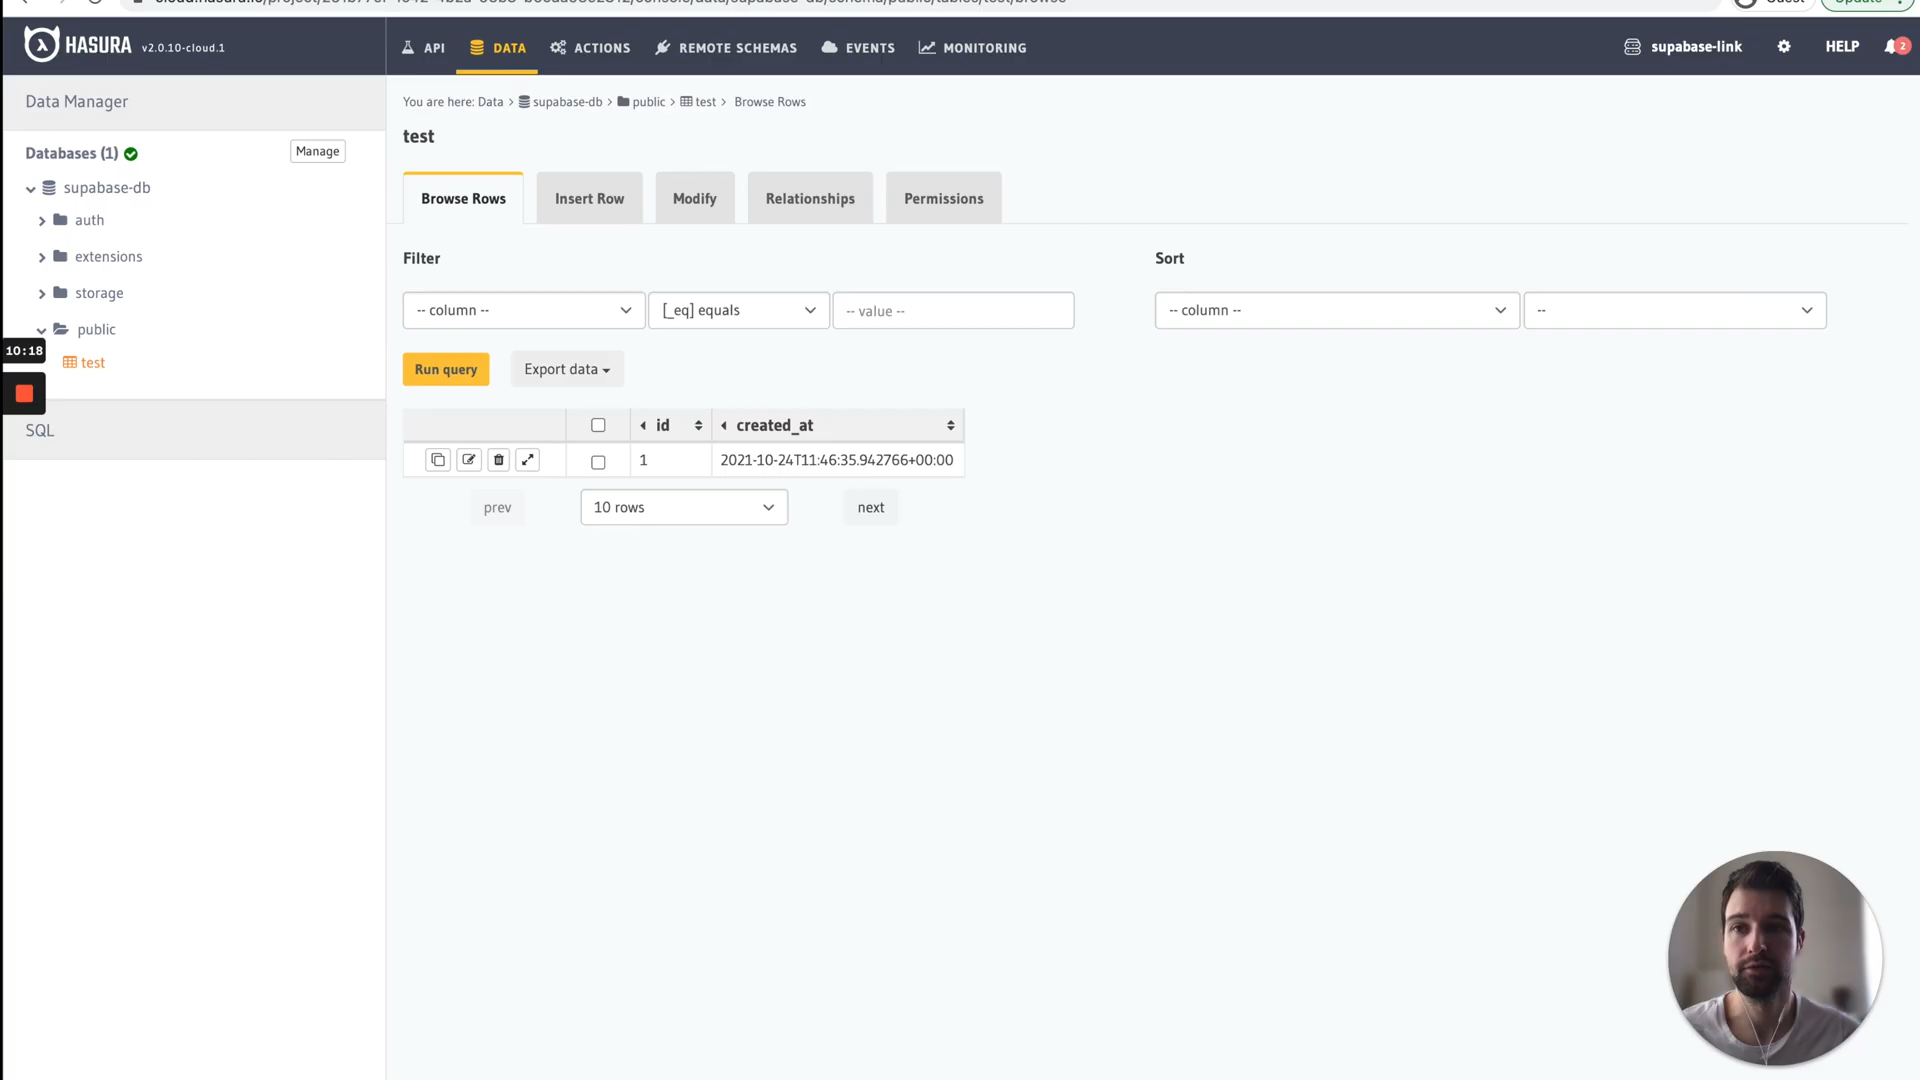 HASURA v2.0.10-cloud.1
API DATA ACTIONS REMOTE SCHEMAS EVENTS MONITORING
supabase-link HELP 2
Data Manager
Databases (1) Manage
supabase-db
auth
extensions
storage
public
test
10:18
SQL
You are here: Data > supabase-db > public > test > Browse Rows
test
Browse Rows Insert Row Modify Relationships Permissions
Filter
-- column -- [_eq] equals -- value --
Sort
-- column -- --
Run query Export data
id created_at
1 2021-10-24T11:46:35.942766+00:00
prev 10 rows next